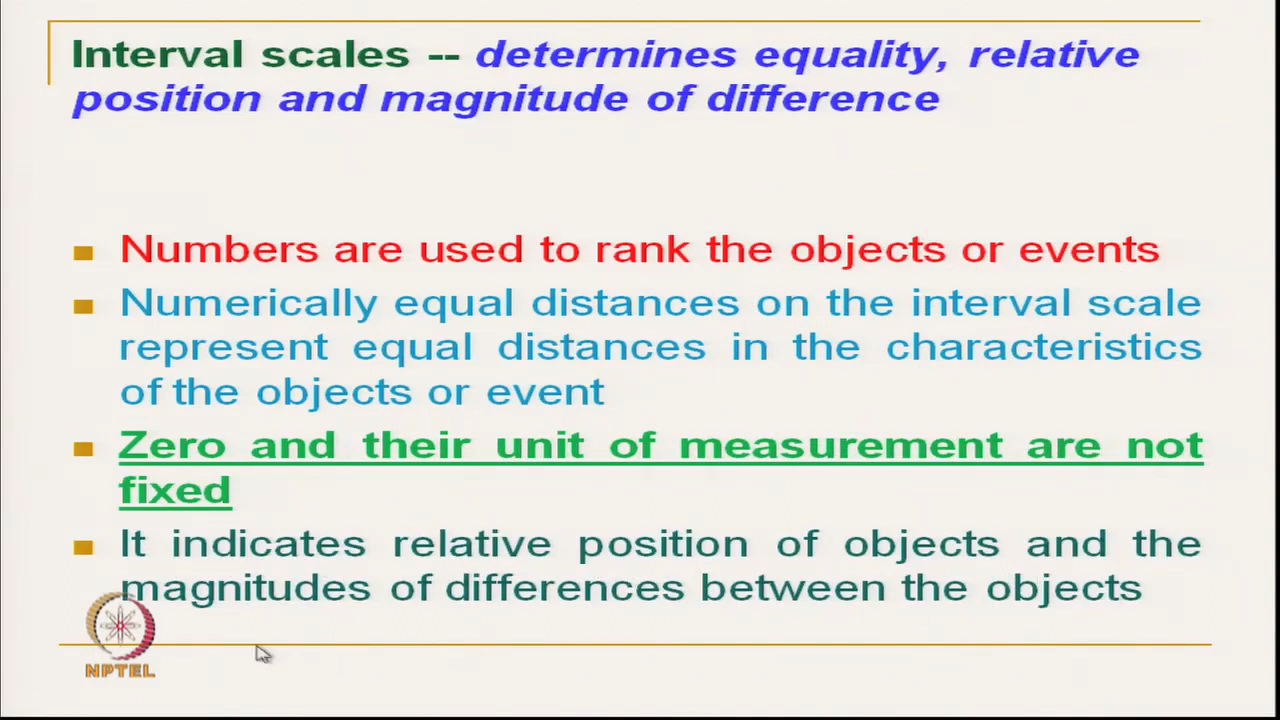 Interval scales -- determines equality, relative
position and magnitude of difference
Numbers are used to rank the objects or events
Numerically equal distances on the interval scale
represent equal distances in the characteristics
of the objects or event
Zero and their unit of measurement are not
fixed
It indicates relative position of objects and the
magnitudes of differences between the objects
NPTEL